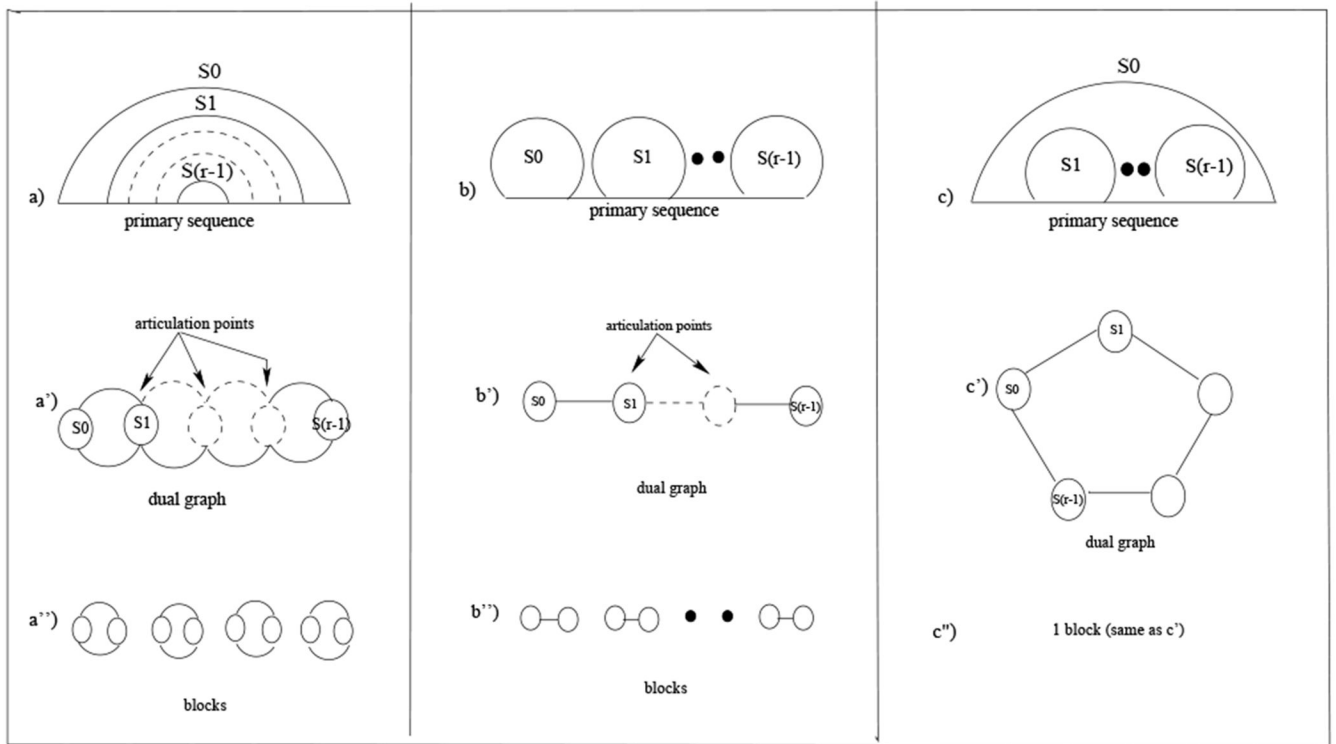 S0
S1
S(r-1)
a)
primary sequence
articulation points
a')
S0
S1
S(r-1)
dual graph
a'')
blocks
S0
S1
S(r-1)
b)
primary sequence
articulation points
b')
S0
S1
S(r-1)
dual graph
b'')
blocks
S0
S1
S(r-1)
c)
primary sequence
S1
c')
S0
S(r-1)
dual graph
c")
1 block (same as c')